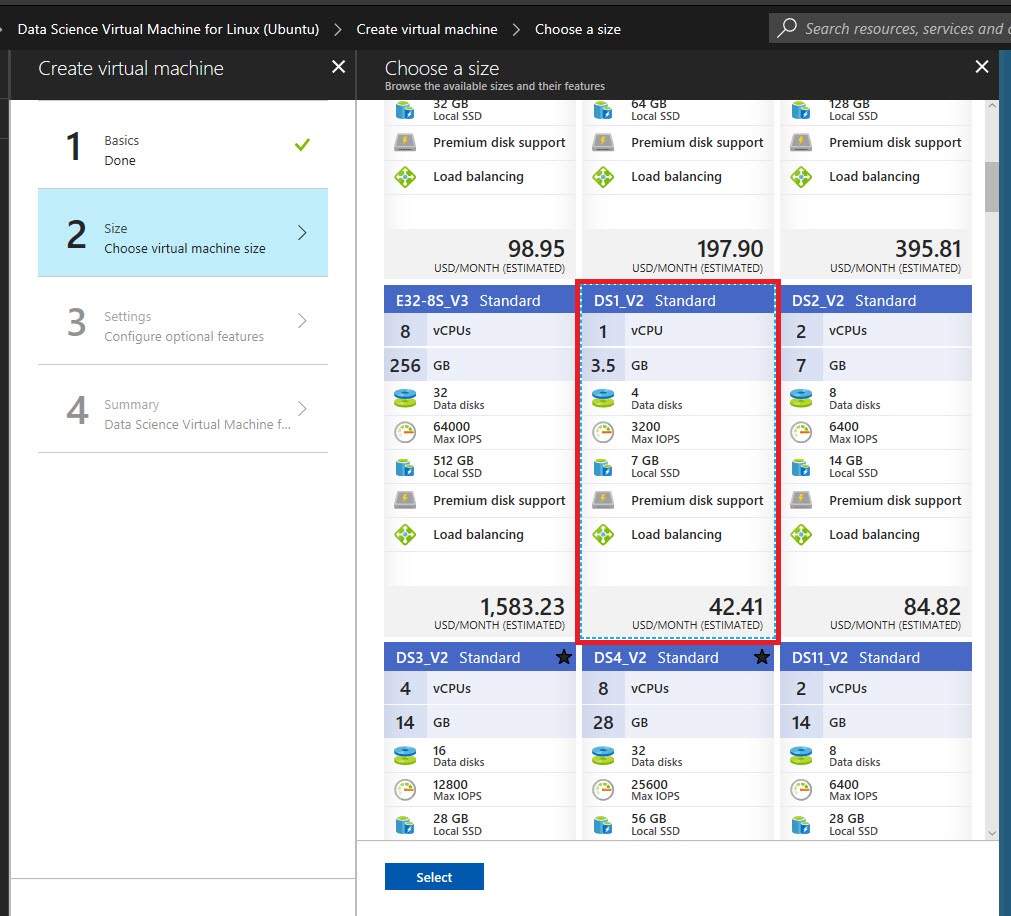 Data Science Virtual Machine for Linux (Ubuntu) > Create virtual machine > Choose a size
Search resources, services and
Create virtual machine
1
Basics
Done
2
Size
Choose virtual machine size
3
Settings
Configure optional features
4
Summary
Data Science Virtual Machine f...
Choose a size
Browse the available sizes and their features
32 GB
Local SSD
Premium disk support
Load balancing
98.95
USD/MONTH (ESTIMATED)
64 GB
Local SSD
Premium disk support
Load balancing
197.90
USD/MONTH (ESTIMATED)
128 GB
Local SSD
Premium disk support
Load balancing
395.81
USD/MONTH (ESTIMATED)
E32-8S_V3 Standard
8 vCPUs
256 GB
32
Data disks
64000
Max IOPS
512 GB
Local SSD
Premium disk support
Load balancing
1,583.23
USD/MONTH (ESTIMATED)
DS1_V2 Standard
1 vCPU
3.5 GB
4
Data disks
3200
Max IOPS
7 GB
Local SSD
Premium disk support
Load balancing
42.41
USD/MONTH (ESTIMATED)
DS2_V2 Standard
2 vCPUs
7 GB
8
Data disks
6400
Max IOPS
14 GB
Local SSD
Premium disk support
Load balancing
84.82
USD/MONTH (ESTIMATED)
DS3_V2 Standard
4 vCPUs
14 GB
16
Data disks
12800
Max IOPS
28 GB
Local SSD
DS4_V2 Standard
8 vCPUs
28 GB
32
Data disks
25600
Max IOPS
56 GB
Local SSD
DS11_V2 Standard
2 vCPUs
14 GB
8
Data disks
6400
Max IOPS
28 GB
Local SSD
Select